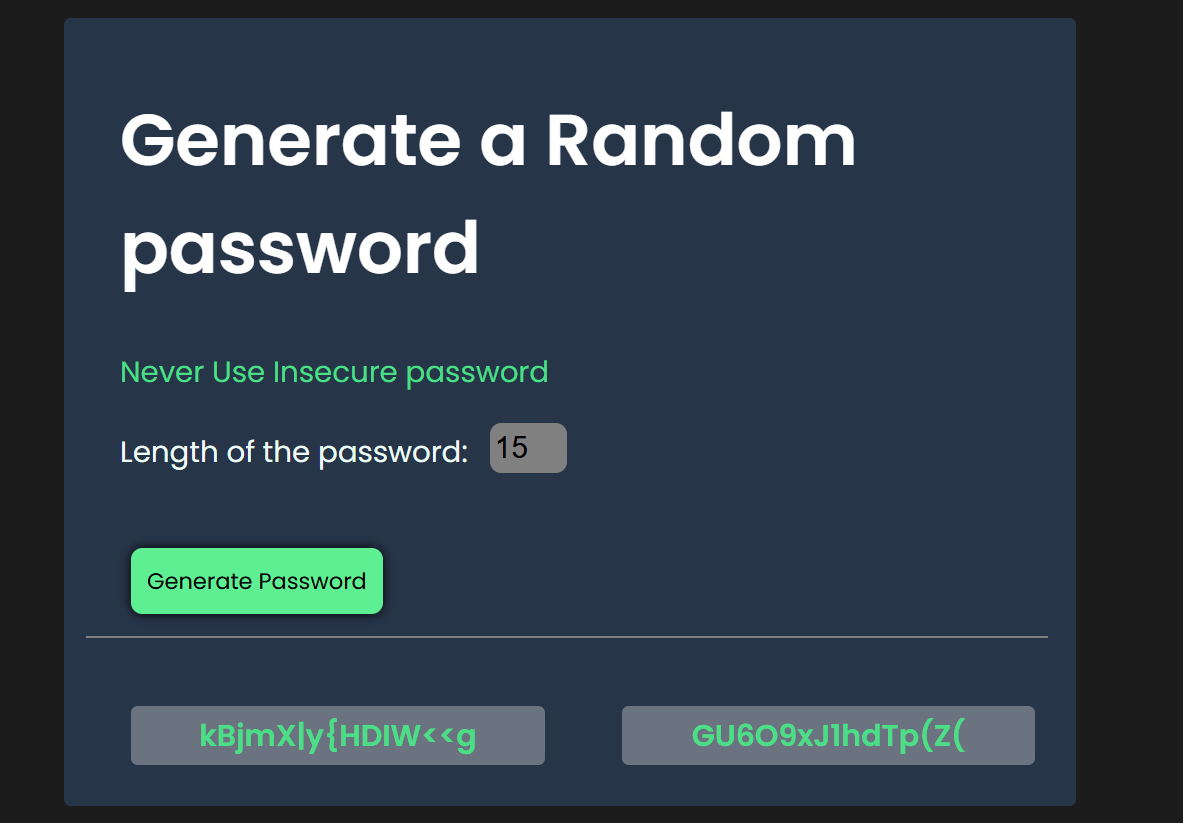 Generate a Random
password
Never Use Insecure password
Length of the password: 15
Generate Password
kBjmX|y{HDIW<<g
GU6O9xJ1hdTp(Z(